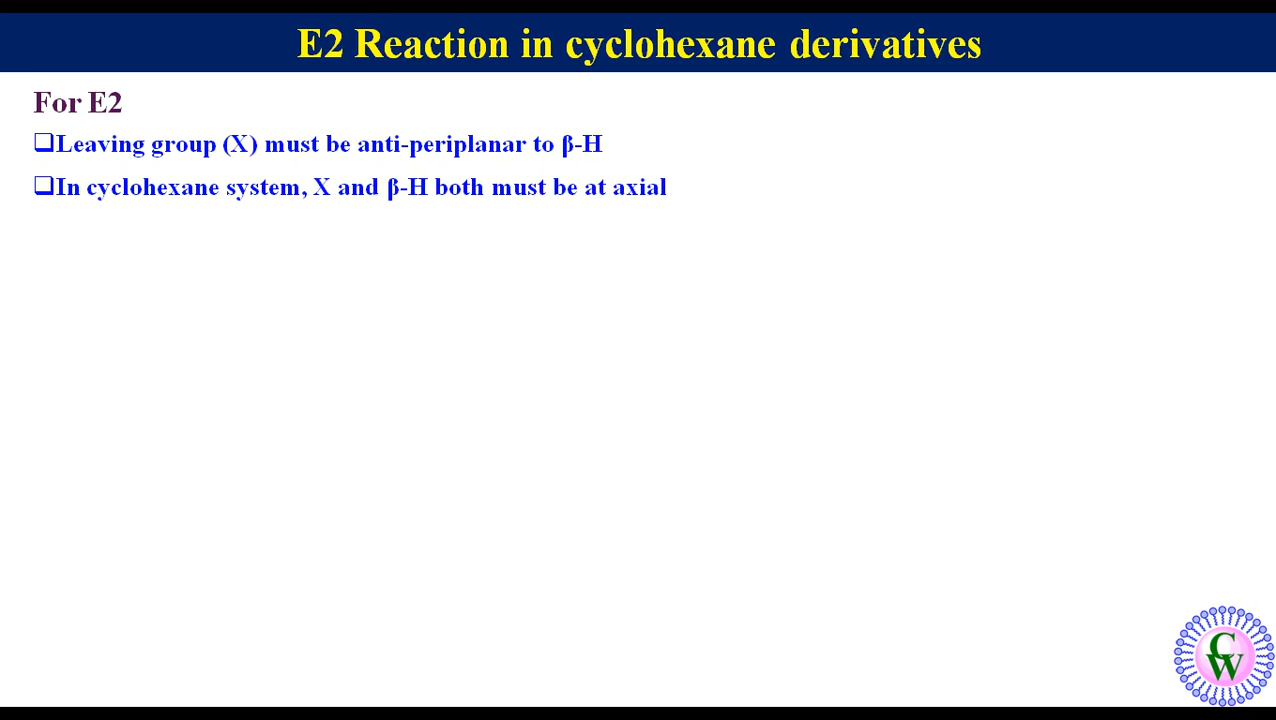 E2 Reaction in cyclohexane derivatives
For E2
❑Leaving group (X) must be anti-periplanar to β-H
❑In cyclohexane system, X and β-H both must be at axial
CW